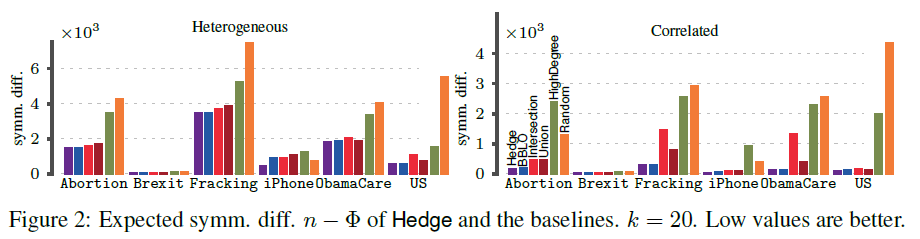 Heterogeneous
×10³
symm. diff.
6
4
2
0
Abortion Brexit Fracking iPhone ObamaCare US
Correlated
×10³
symm. diff.
4
3
2
1
0
Hedge
BBLO
Intersection
Union
HighDegree
Random
Abortion Brexit Fracking iPhone ObamaCare US
Figure 2: Expected symm. diff. n − Φ of Hedge and the baselines. k = 20. Low values are better.